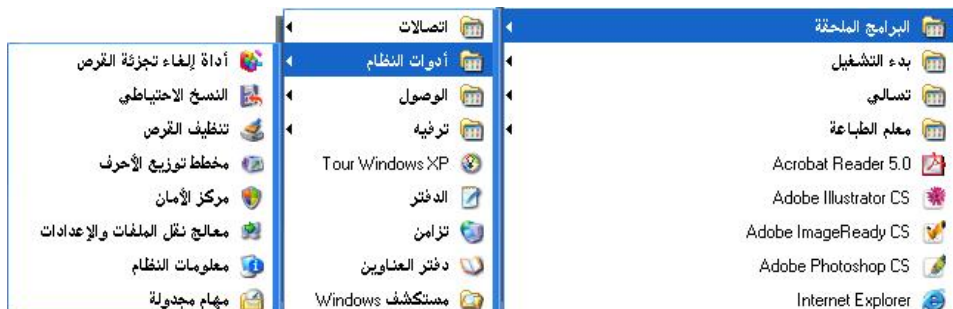 البرامج الملحقة
بدء التشغيل
تسالي
معلم الطباعة
Acrobat Reader 5.0
Adobe Illustrator CS
Adobe ImageReady CS
Adobe Photoshop CS
Internet Explorer
اتصالات
أدوات النظام
الوصول
ترفيه
Tour Windows XP
الدفتر
تزامن
دفتر العناوين
مستكشف Windows
أداة إلغاء تجزئة القرص
النسخ الاحتياطي
تنظيف القرص
مخطط توزيع الأحرف
مركز الأمان
معالج نقل الملفات والإعدادات
معلومات النظام
مهام مجدولة